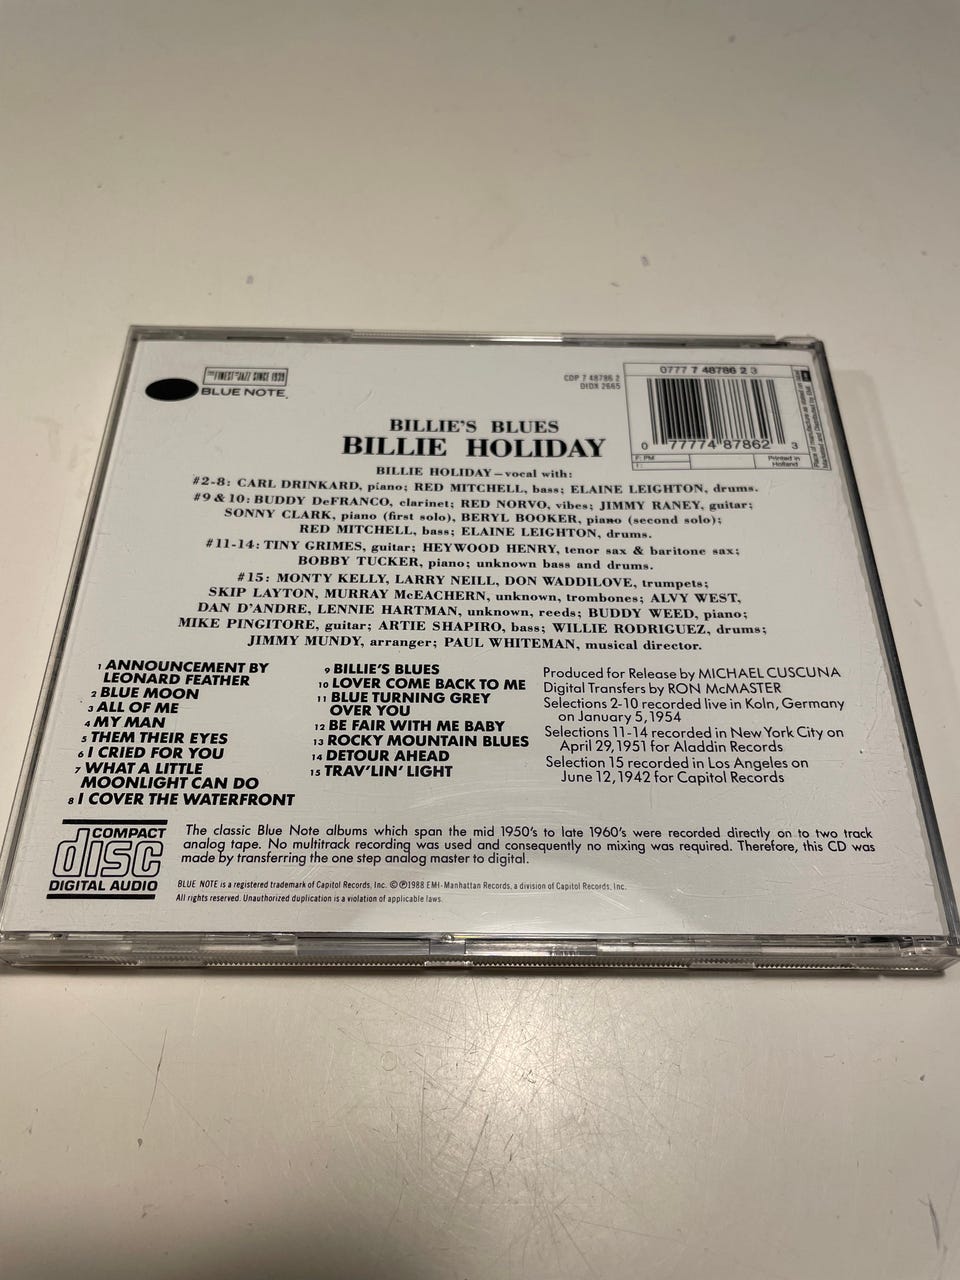 THE FINEST IN JAZZ SINCE 1939
BLUE NOTE.
CDP 7 48786 2
DIDX 2665
0777 7 48786 2 3
0 77774 87862 3
F: PM
I:
Printed in
Holland
BILLIE'S BLUES
BILLIE HOLIDAY
BILLIE HOLIDAY—vocal with:
#2-8: CARL DRINKARD, piano; RED MITCHELL, bass; ELAINE LEIGHTON, drums.
#9 & 10: BUDDY DeFRANCO, clarinet; RED NORVO, vibes; JIMMY RANEY, guitar;
SONNY CLARK, piano (first solo), BERYL BOOKER, piano (second solo);
RED MITCHELL, bass; ELAINE LEIGHTON, drums.
#11-14: TINY GRIMES, guitar; HEYWOOD HENRY, tenor sax & baritone sax;
BOBBY TUCKER, piano; unknown bass and drums.
#15: MONTY KELLY, LARRY NEILL, DON WADDILOVE, trumpets;
SKIP LAYTON, MURRAY McEACHERN, unknown, trombones; ALVY WEST,
DAN D'ANDRE, LENNIE HARTMAN, unknown, reeds; BUDDY WEED, piano;
MIKE PINGITORE, guitar; ARTIE SHAPIRO, bass; WILLIE RODRIGUEZ, drums;
JIMMY MUNDY, arranger; PAUL WHITEMAN, musical director.
1 ANNOUNCEMENT BY
LEONARD FEATHER
2 BLUE MOON
3 ALL OF ME
4 MY MAN
5 THEM THEIR EYES
6 I CRIED FOR YOU
7 WHAT A LITTLE
MOONLIGHT CAN DO
8 I COVER THE WATERFRONT
9 BILLIE'S BLUES
10 LOVER COME BACK TO ME
11 BLUE TURNING GREY
OVER YOU
12 BE FAIR WITH ME BABY
13 ROCKY MOUNTAIN BLUES
14 DETOUR AHEAD
15 TRAV'LIN' LIGHT
Produced for Release by MICHAEL CUSCUNA
Digital Transfers by RON McMASTER
Selections 2-10 recorded live in Koln, Germany
on January 5, 1954
Selections 11-14 recorded in New York City on
April 29, 1951 for Aladdin Records
Selection 15 recorded in Los Angeles on
June 12, 1942 for Capitol Records
COMPACT
disc
DIGITAL AUDIO
The classic Blue Note albums which span the mid 1950's to late 1960's were recorded directly on to two track
analog tape. No multitrack recording was used and consequently no mixing was required. Therefore, this CD was
made by transferring the one step analog master to digital.
BLUE NOTE is a registered trademark of Capitol Records, Inc. ©℗1988 EMI-Manhattan Records, a division of Capitol Records, Inc.
All rights reserved. Unauthorized duplication is a violation of applicable laws.